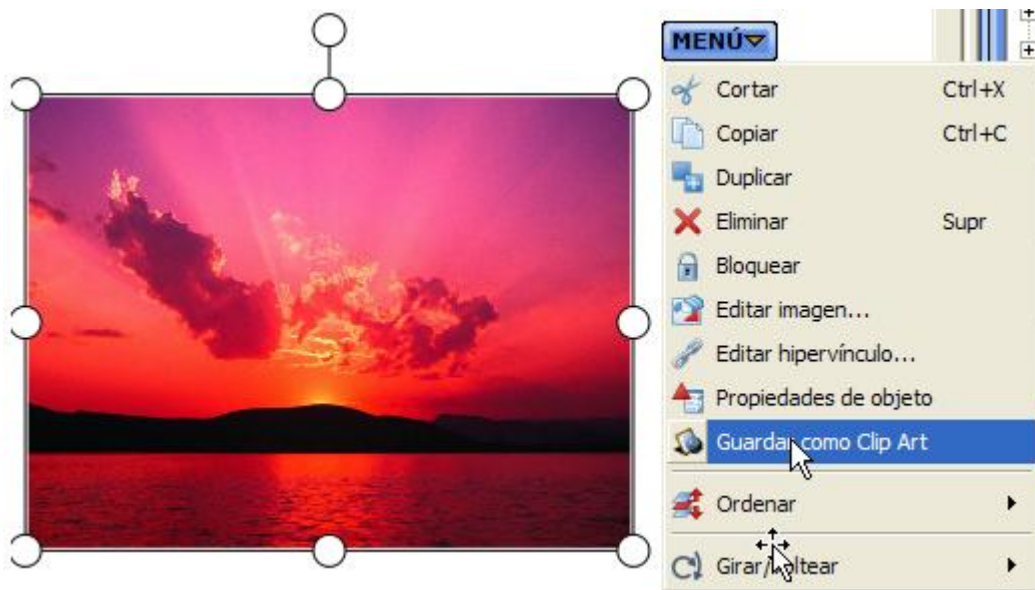 MENÚ
Cortar Ctrl+X
Copiar Ctrl+C
Duplicar
Eliminar Supr
Bloquear
Editar imagen...
Editar hipervínculo...
Propiedades de objeto
Guardar como Clip Art
Ordenar
Girar/Voltear